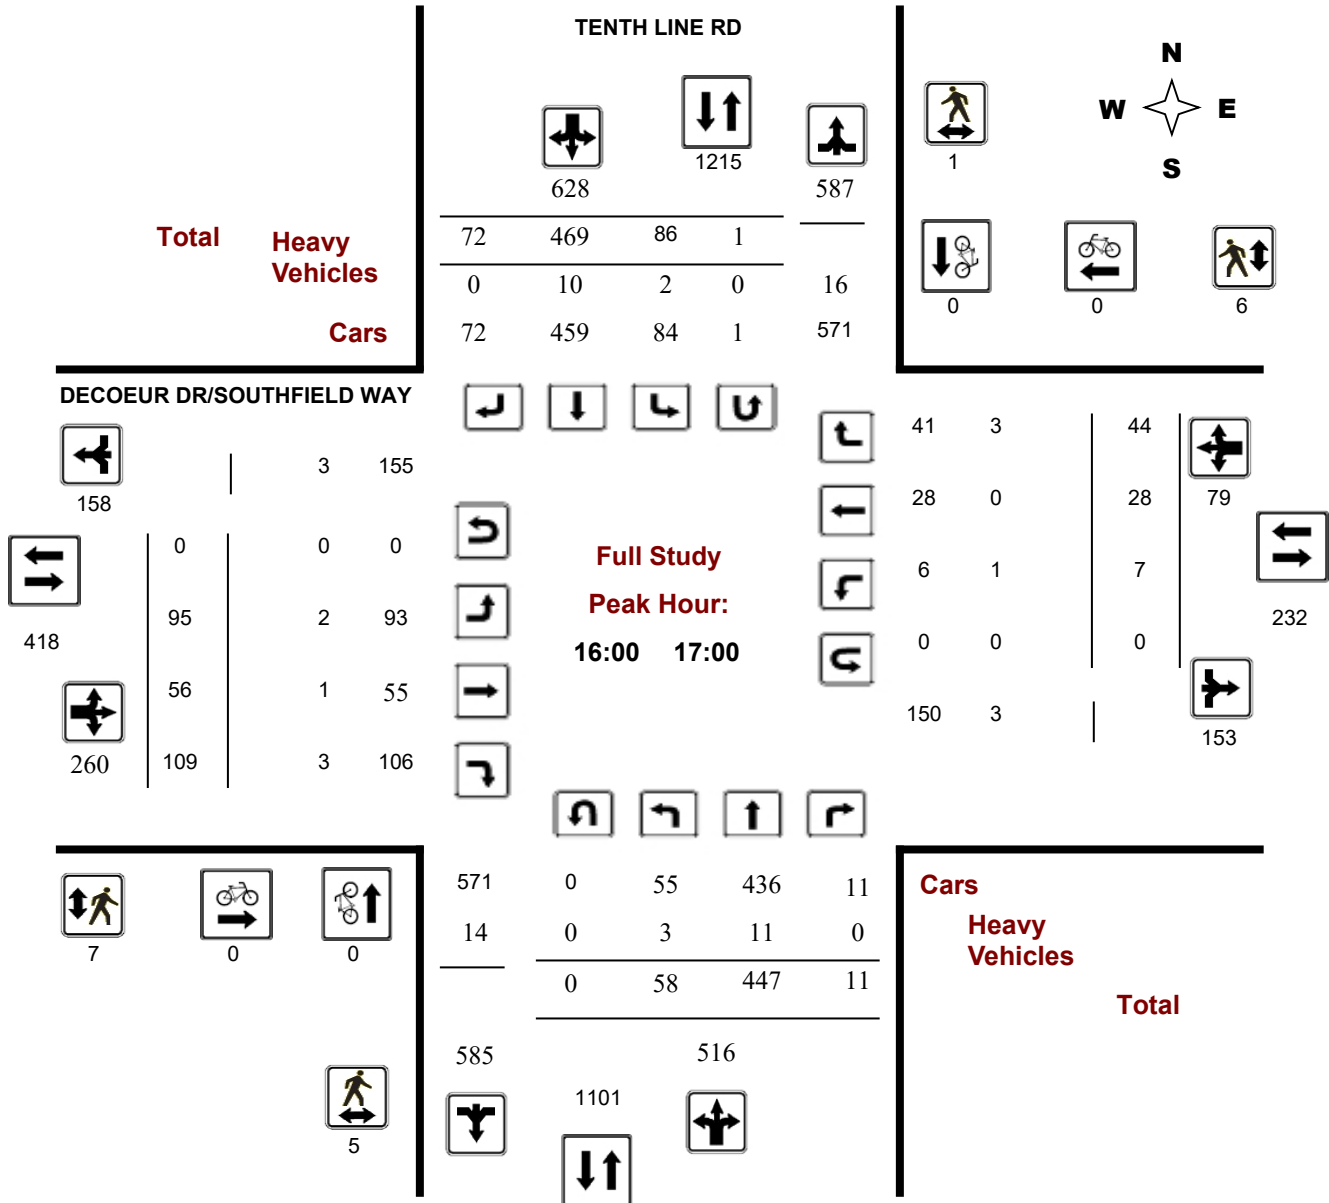 TENTH LINE RD
N
W E
S
1215
1
628 587
Total Heavy Vehicles
72 469 86 1
0 10 2 0 16
0 0 6
Cars
72 459 84 1 571
DECOEUR DR/SOUTHFIELD WAY
41 3 44
3 155
158
28 0 28 79
0 0 0
Full Study
6 1 7
Peak Hour:
95 2 93
232
418
16:00 17:00
0 0 0
56 1 55
150 3
153
260 109 3 106
571 0 55 436 11
Cars
14 0 3 11 0
Heavy
Vehicles
7 0 0
0 58 447 11
Total
585 516
1101
5